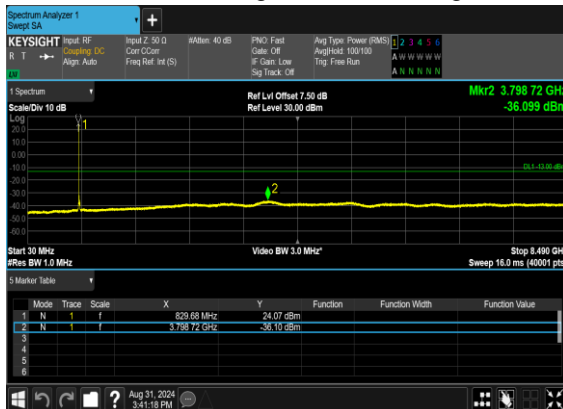 Spectrum Analyzer 1
Swept SA
KEYSIGHT Input: RF Input Z: 50 Ω #Atten: 40 dB PNO: Fast Avg Type: Power (RMS) 1 2 3 4 5 6
R T Coupling: DC Corr CCorr Gate: Off Avg|Hold: 100/100 A W W W W W
Align: Auto Freq Ref: Int (S) IF Gain: Low Trig: Free Run
LXI Sig Track: Off A N N N N N
1 Spectrum Ref Lvl Offset 7.50 dB Mkr2 3.798 72 GHz
Scale/Div 10 dB Ref Level 30.00 dBm -36.099 dBm
Log
20.0
10.0
0.00
-10.0
-20.0
-30.0
-40.0
-50.0
-60.0
1
2
DL1 -13.00 dB
Start 30 MHz Video BW 3.0 MHz* Stop 8.490 GH
#Res BW 1.0 MHz Sweep 16.0 ms (40001 pts
5 Marker Table
Mode Trace Scale X Y Function Function Width Function Value
1 N 1 f 829.68 MHz 24.07 dBm
2 N 1 f 3.798 72 GHz -36.10 dBm
3
4
5
6
? Aug 31, 2024
3:41:18 PM